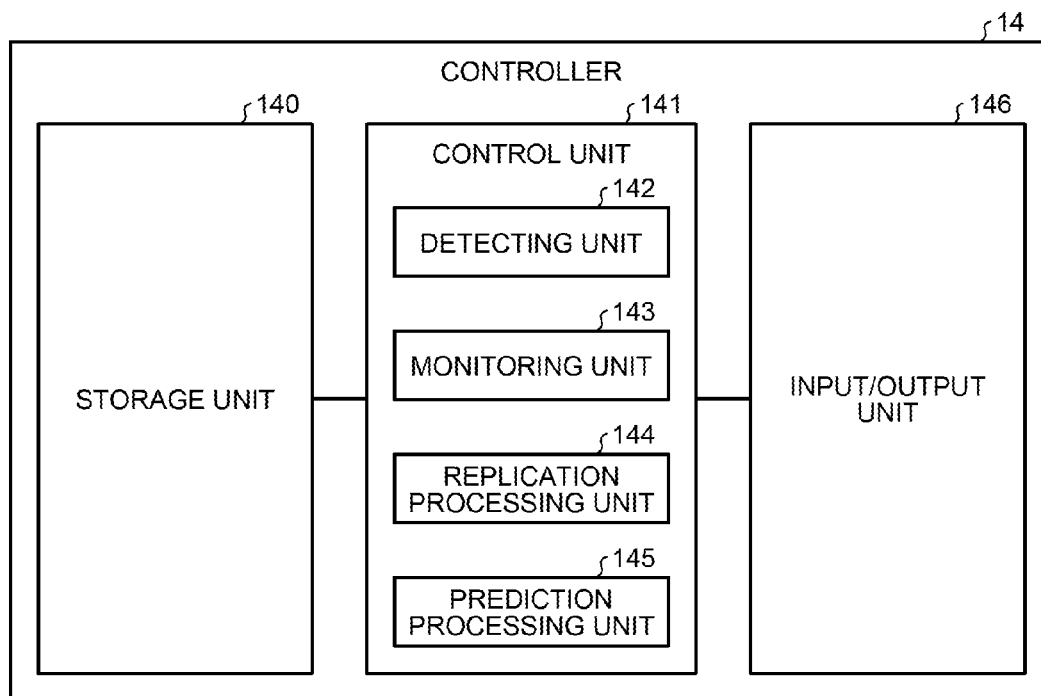 14
CONTROLLER
140
141
146
STORAGE UNIT
CONTROL UNIT
142
DETECTING UNIT
143
MONITORING UNIT
144
REPLICATION
PROCESSING UNIT
145
PREDICTION
PROCESSING UNIT
INPUT/OUTPUT
UNIT